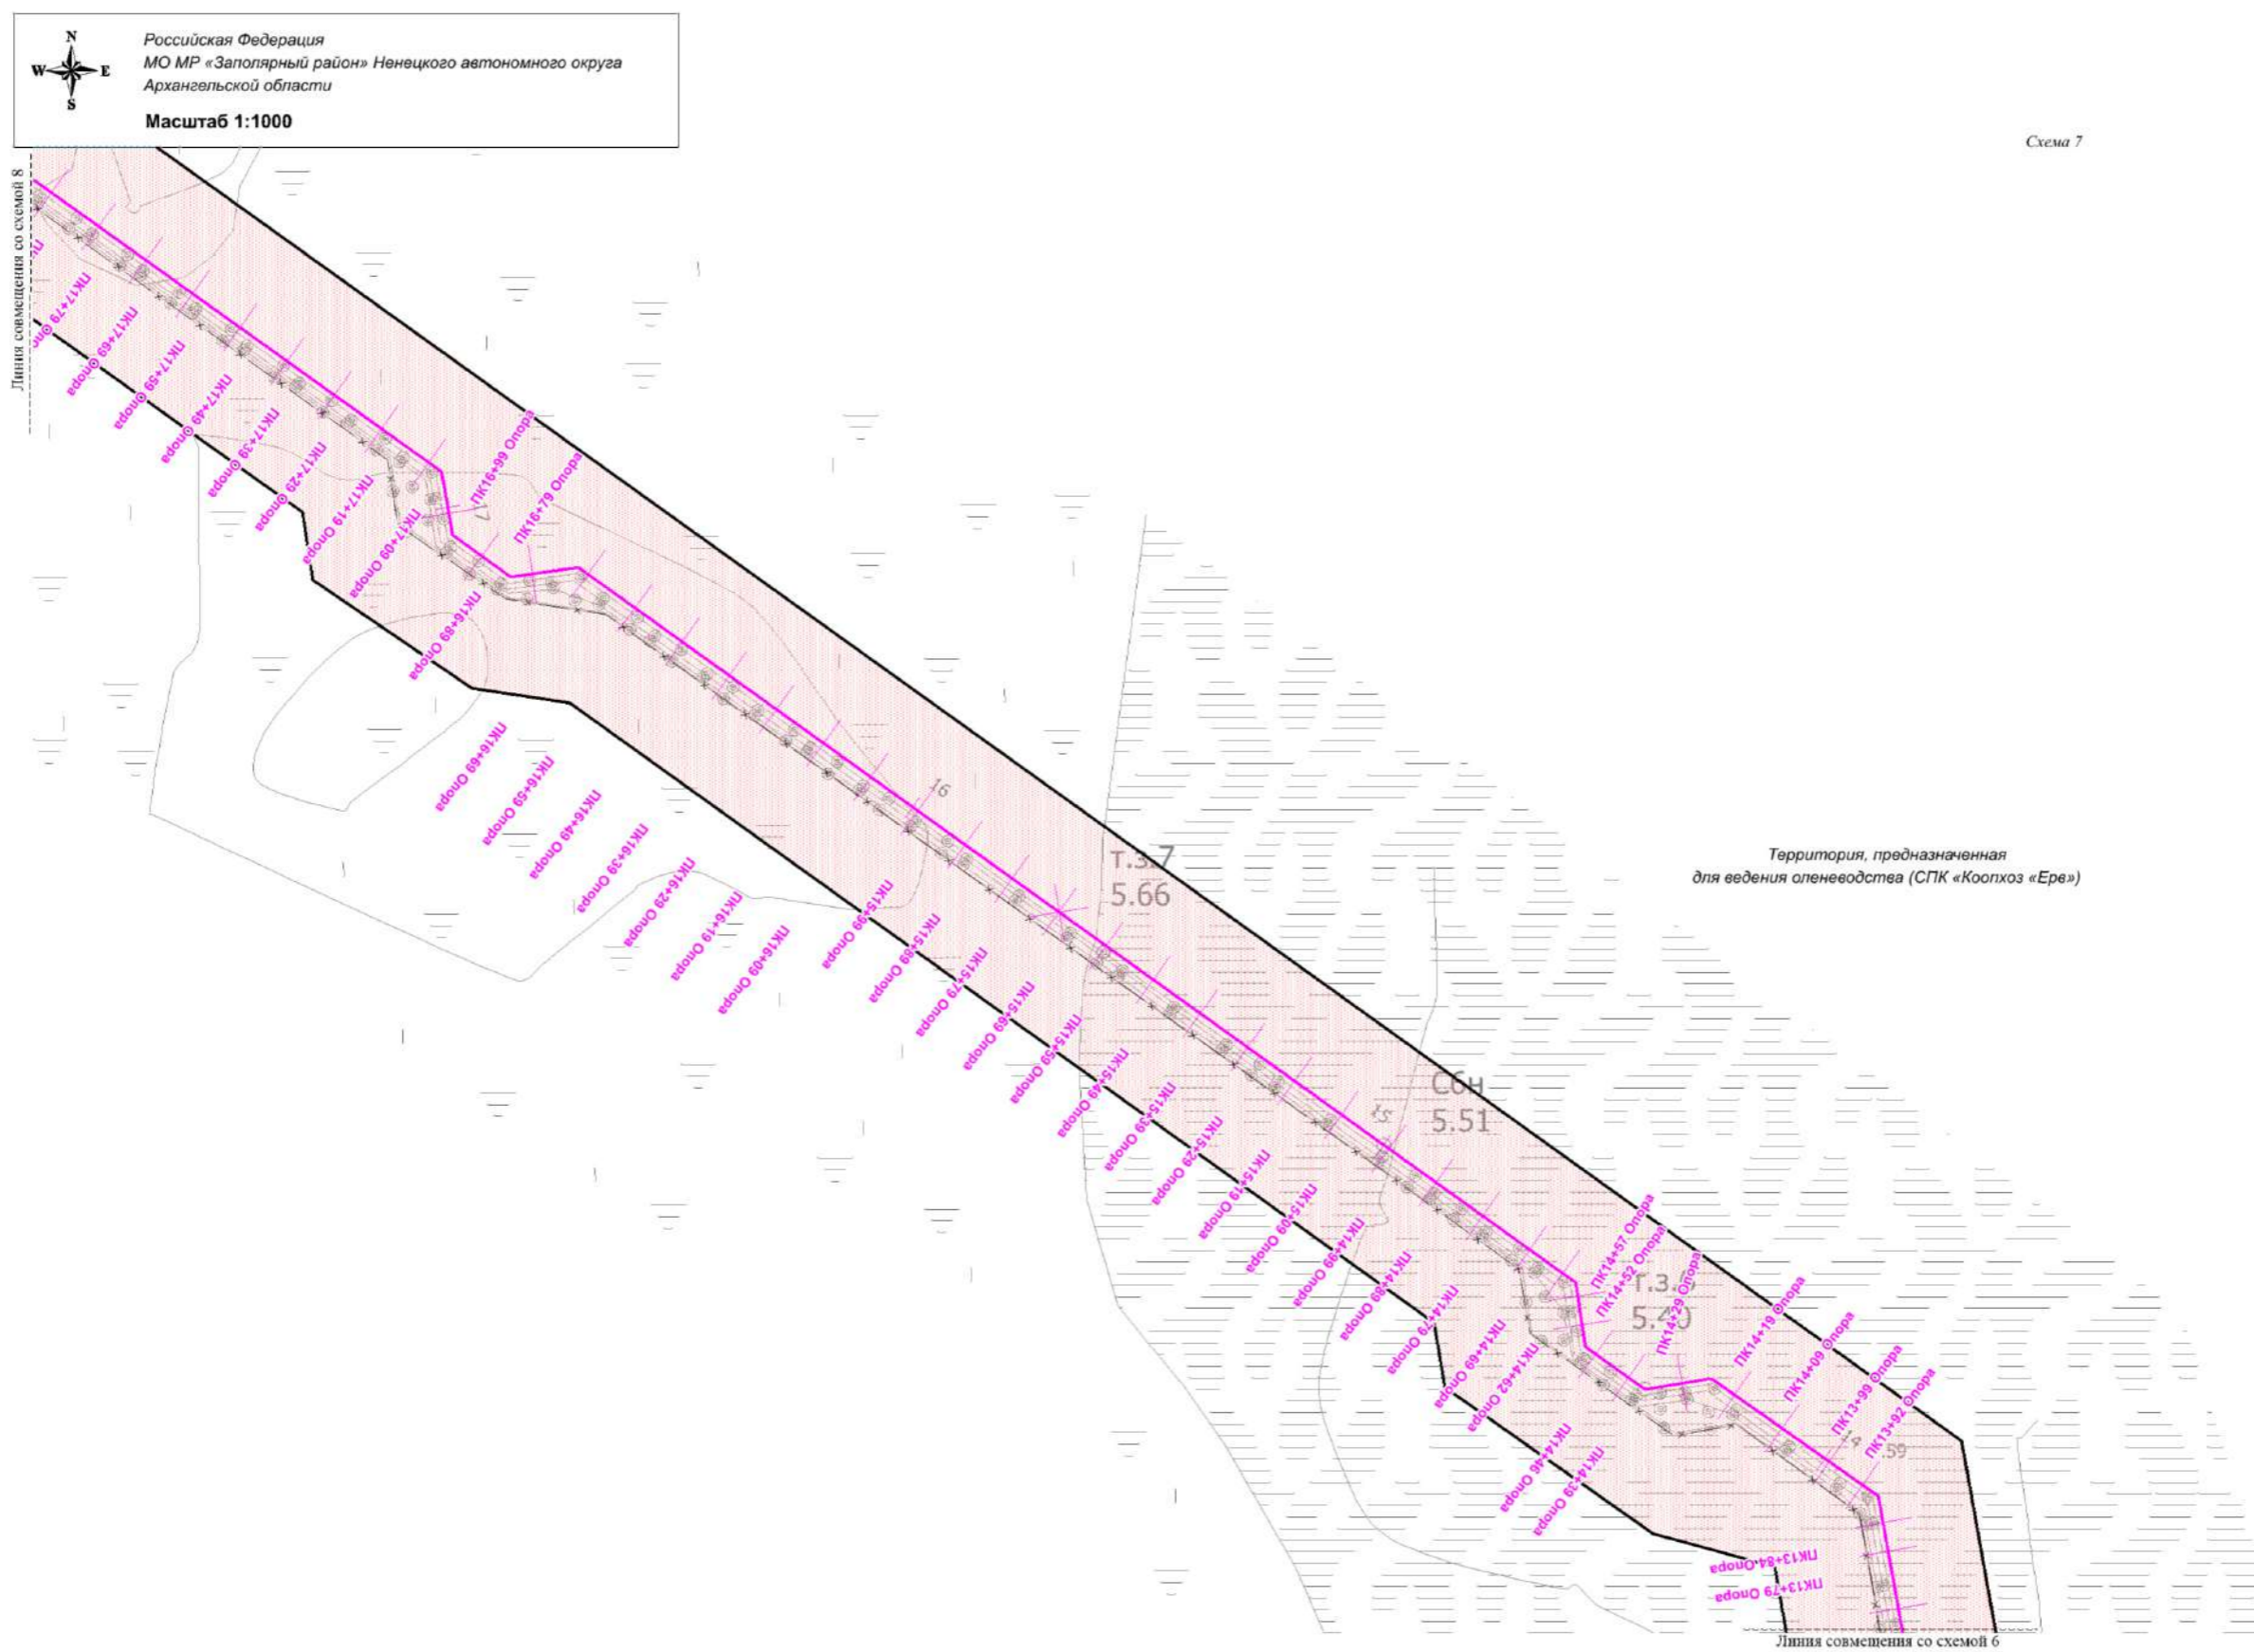 N
W E
S
Российская Федерация
МО МР «Заполярный район» Ненецкого автономного округа
Архангельской области
Масштаб 1:1000
Схема 7
Линия совмещения со схемой 8
ПК17+79 Опора
ПК17+69 Опора
ПК17+59 Опора
ПК17+49 Опора
ПК17+39 Опора
ПК17+29 Опора
ПК17+19 Опора
ПК17+09 Опора
ПК16+99 Опора
17
ПК16+89 Опора
ПК16+79 Опора
ПК16+69 Опора
ПК16+59 Опора
ПК16+49 Опора
ПК16+39 Опора
ПК16+29 Опора
ПК16+19 Опора
ПК16+09 Опора
16
ПК15+99 Опора
ПК15+89 Опора
ПК15+79 Опора
ПК15+69 Опора
ПК15+59 Опора
ПК15+49 Опора
ПК15+39 Опора
ПК15+29 Опора
ПК15+19 Опора
ПК15+09 Опора
т.3.7
5.66
Территория, предназначенная
для ведения оленеводства (СПК «Коопхоз «Ерв»)
15
Сбн
5.51
ПК14+99 Опора
ПК14+89 Опора
ПК14+79 Опора
ПК14+69 Опора
ПК14+62 Опора
ПК14+57 Опора
ПК14+52 Опора
ПК14+46 Опора
ПК14+39 Опора
ПК14+29 Опора
5.40
ПК14+19 Опора
ПК14+09 Опора
ПК13+99 Опора
14
ПК13+92 Опора
.59
ПК13+84 Опора
ПК13+79 Опора
Линия совмещения со схемой 6